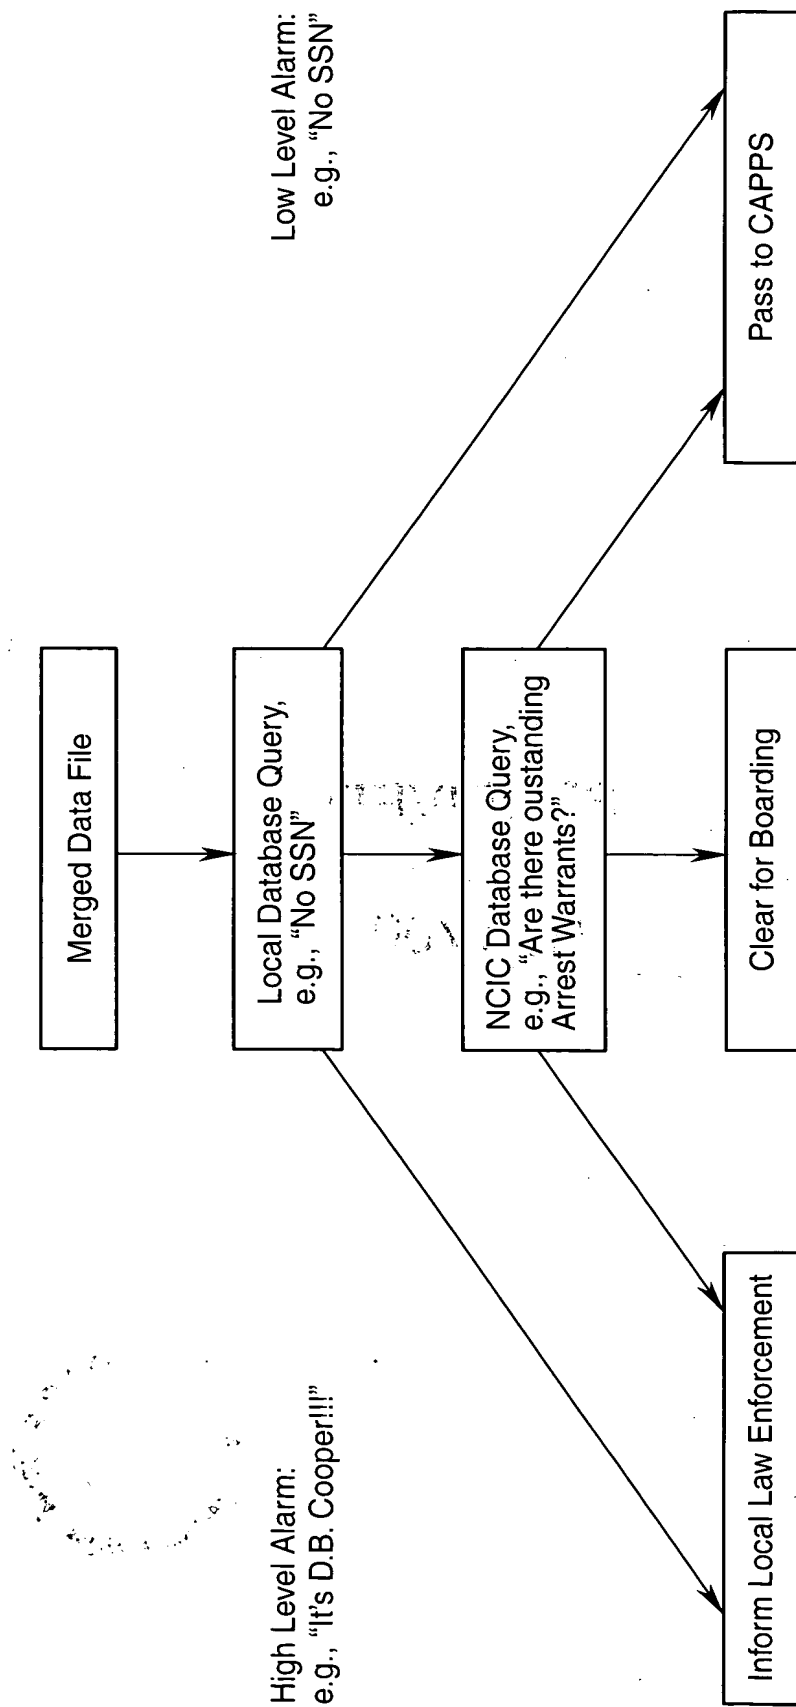 Merged Data File
High Level Alarm:
e.g., “It's D.B. Cooper!!!”
Local Database Query,
e.g., “No SSN”
Low Level Alarm:
e.g., “No SSN”
NCIC Database Query,
e.g., “Are there oustanding
Arrest Warrants?”
Inform Local Law Enforcement
Clear for Boarding
Pass to CAPPS